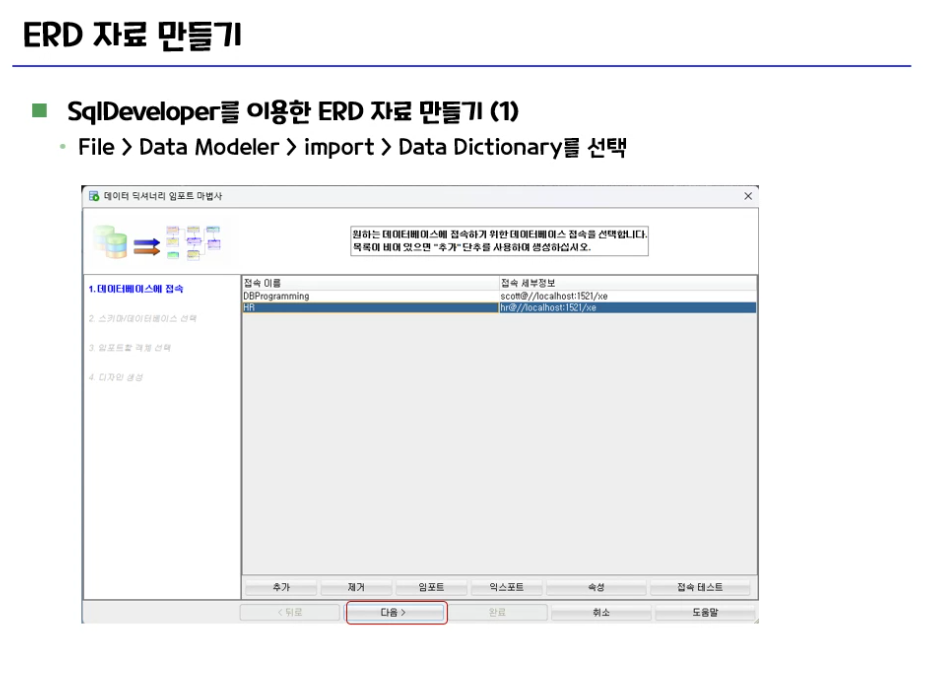 ERD 자료 만들기
SqlDeveloper를 이용한 ERD 자료 만들기 (1)
File > Data Modeler > import > Data Dictionary를 선택
데이터 딕셔너리 임포트 마법사
원하는 데이터베이스에 접속하기 위한 데이터베이스 접속을 선택합니다.
목록이 비어 있으면 "추가" 단추를 사용하여 생성하십시오.
1. 데이터베이스에 접속
2. 스키마/데이터베이스 선택
3. 임포트할 객체 선택
4. 디자인 생성
접속 이름 접속 세부정보
DBProgramming scott@//localhost:1521/xe
HR hr@//localhost:1521/xe
추가 제거 임포트 익스포트 속성 접속 테스트
< 뒤로 다음 > 완료 취소 도움말